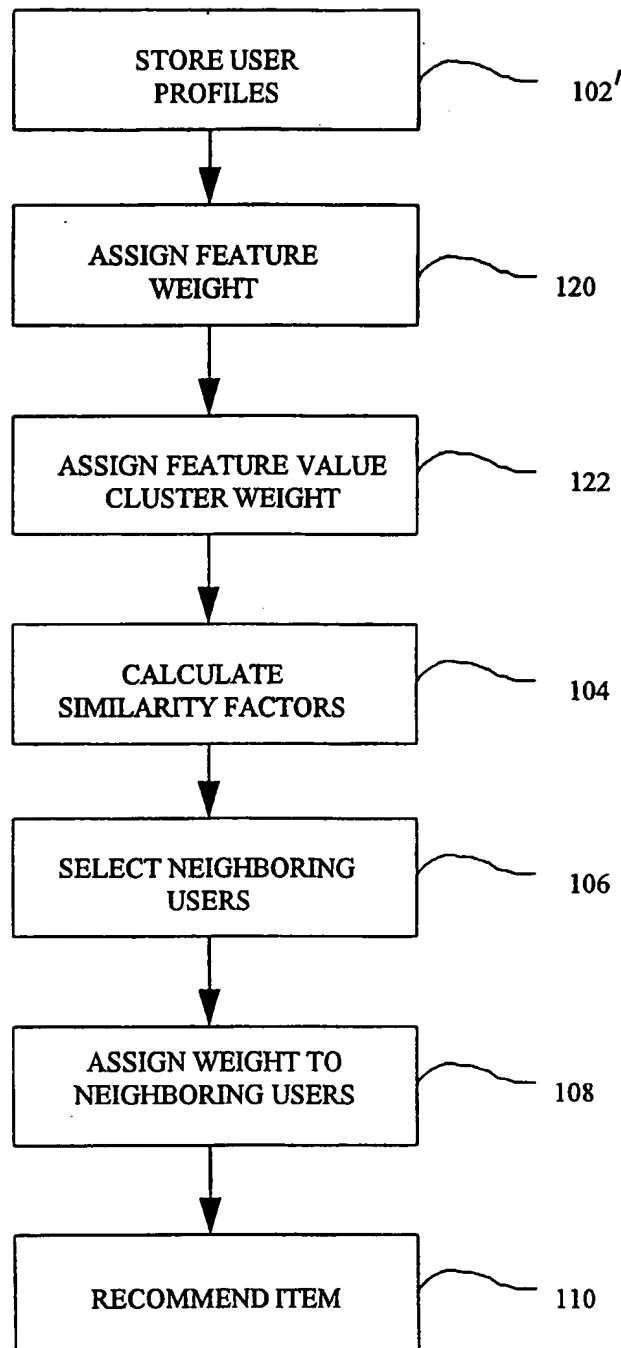 STORE USER
PROFILES
102'
ASSIGN FEATURE
WEIGHT
120
ASSIGN FEATURE VALUE
CLUSTER WEIGHT
122
CALCULATE
SIMILARITY FACTORS
104
SELECT NEIGHBORING
USERS
106
ASSIGN WEIGHT TO
NEIGHBORING USERS
108
RECOMMEND ITEM
110